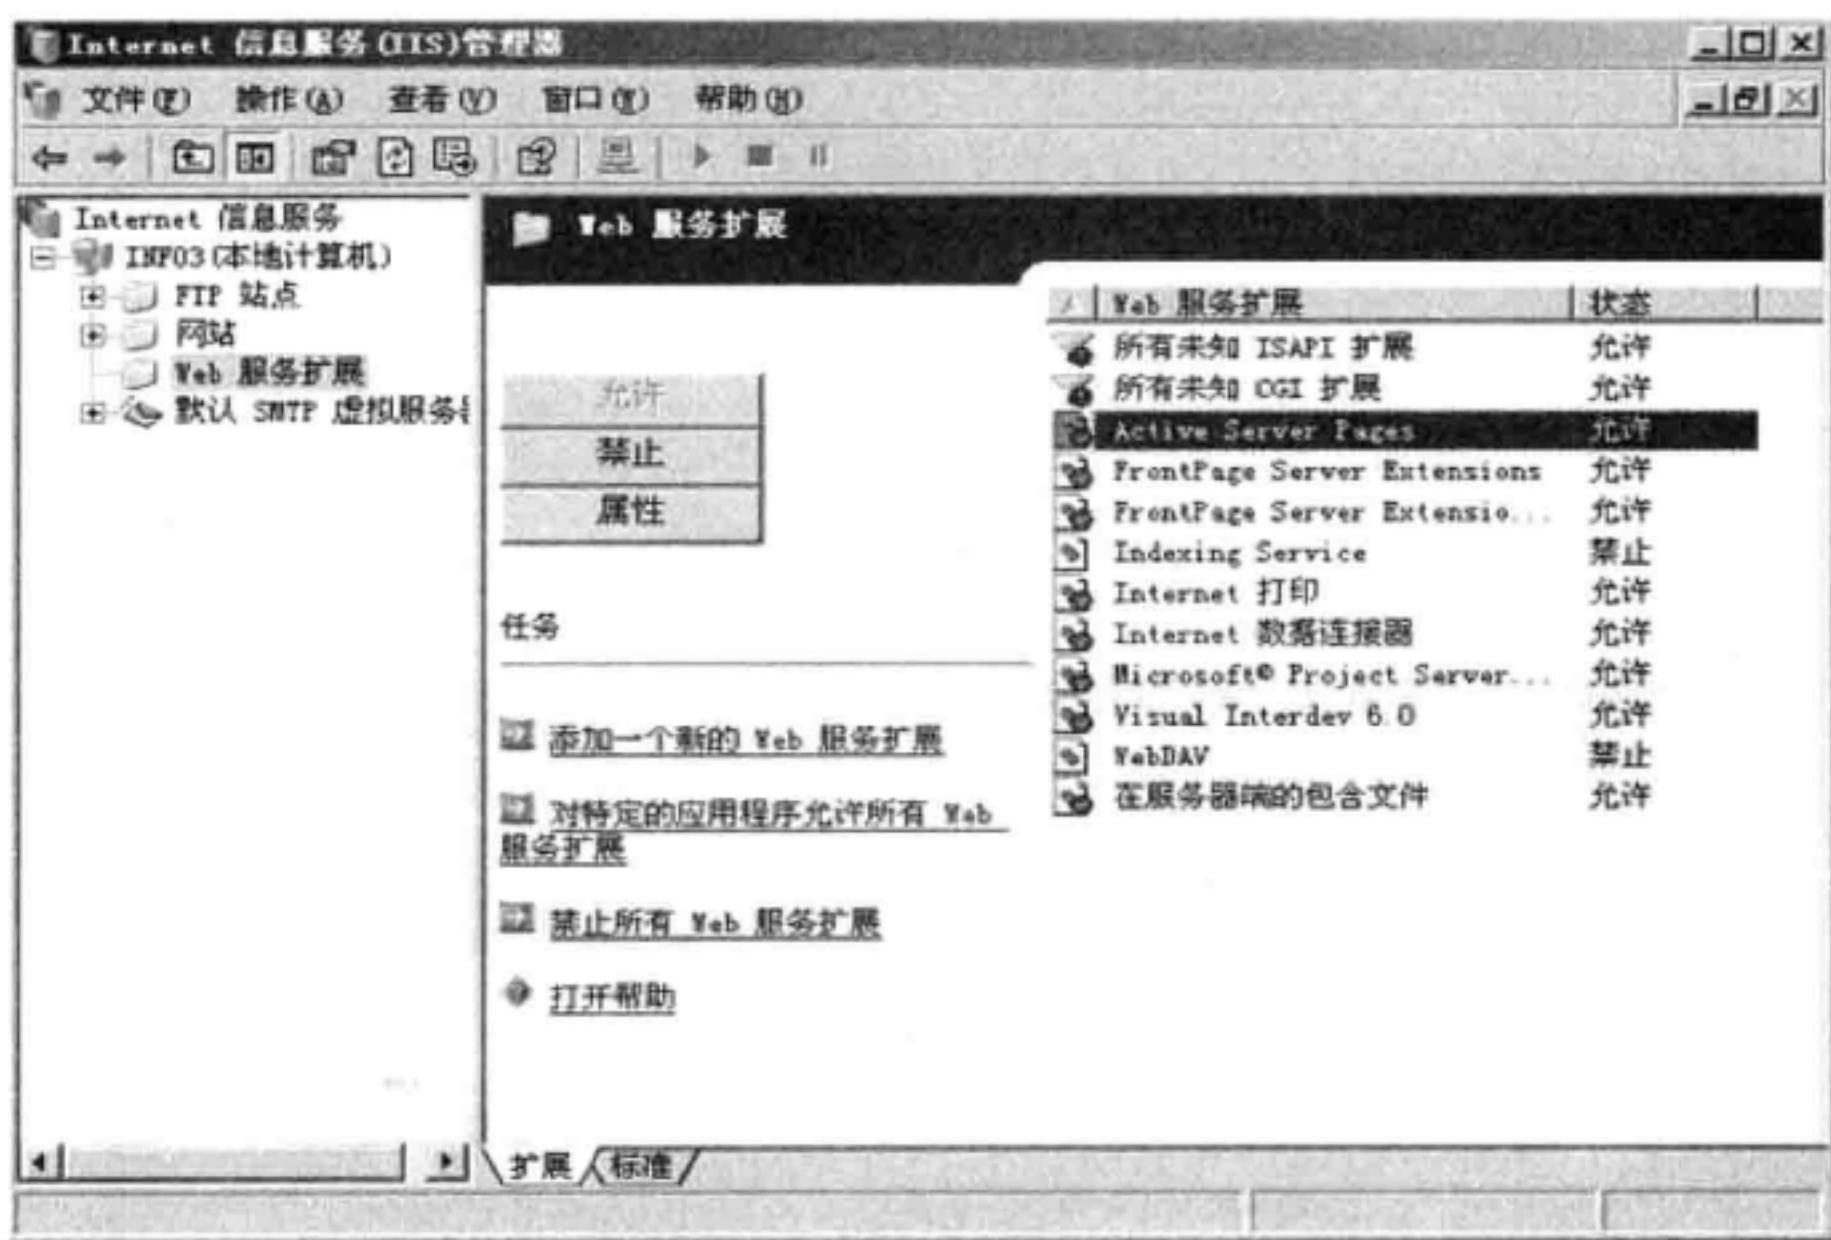 Internet 信息服务(IIS)管理器
文件(F) 操作(A) 查看(V) 窗口(W) 帮助(H)
Internet 信息服务
INF03(本地计算机)
FTP 站点
网站
Web 服务扩展
默认 SMTP 虚拟服务器
Web 服务扩展
允许
禁止
属性
任务
添加一个新的 Web 服务扩展
对特定的应用程序允许所有 Web
服务扩展
禁止所有 Web 服务扩展
打开帮助
Web 服务扩展 状态
所有未知 ISAPI 扩展 允许
所有未知 CGI 扩展 允许
Active Server Pages 允许
FrontPage Server Extensions 允许
FrontPage Server Extensio... 允许
Indexing Service 禁止
Internet 打印 允许
Internet 数据连接器 允许
Microsoft© Project Server... 允许
Visual Interdev 6.0 允许
WebDAV 禁止
在服务器端的包含文件 允许
扩展 标准